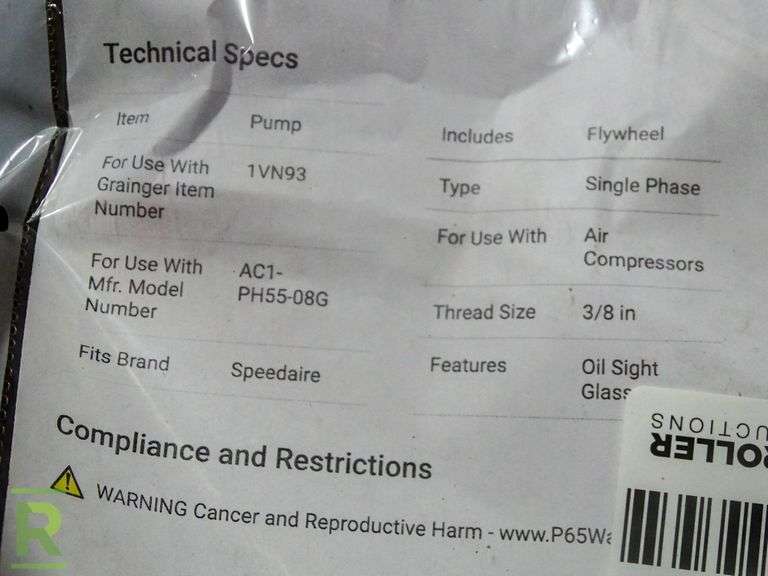 Technical Specs
Item Pump
For Use With 1VN93
Grainger Item
Number
For Use With AC1-
Mfr. Model PH55-08G
Number
Fits Brand Speedaire
Includes Flywheel
Type Single Phase
For Use With Air
Compressors
Thread Size 3/8 in
Features Oil Sight
Glass
Compliance and Restrictions
WARNING Cancer and Reproductive Harm - www.P65Wa
ROLLER
UCTIONS
R